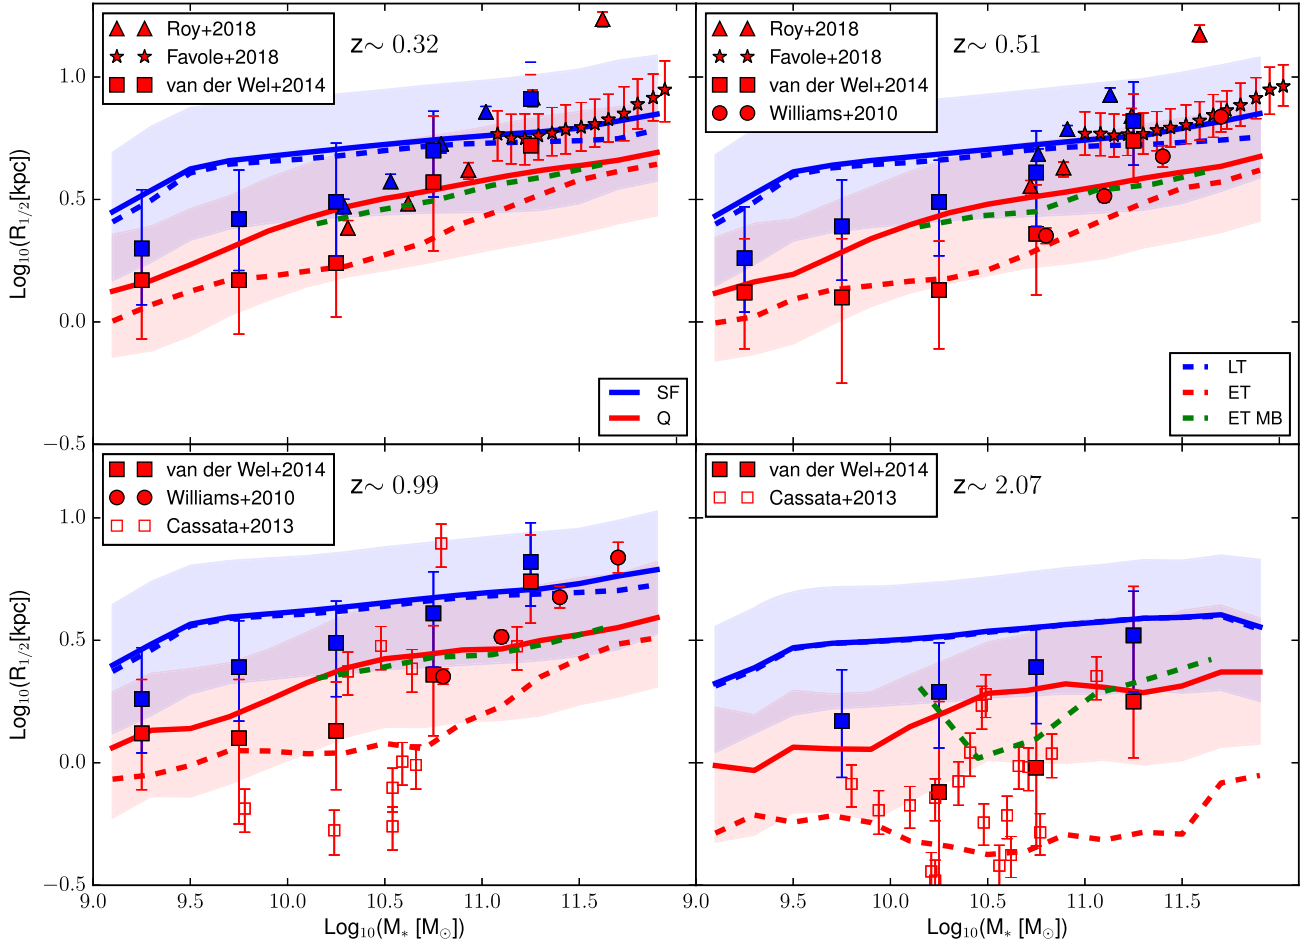 Roy+2018
Favole+2018
van der Wel+2014
z∼ 0.32
Roy+2018
Favole+2018
van der Wel+2014
Williams+2010
z∼ 0.51
1.0
0.5
0.0
−0.5
Log₁₀(R₁/₂[kpc])
SF
Q
LT
ET
ET MB
van der Wel+2014
Williams+2010
Cassata+2013
z∼ 0.99
van der Wel+2014
Cassata+2013
z∼ 2.07
1.0
0.5
0.0
−0.5
Log₁₀(R₁/₂[kpc])
9.0 9.5 10.0 10.5 11.0 11.5
9.5 10.0 10.5 11.0 11.5
Log₁₀(M* [M⊙])
Log₁₀(M* [M⊙])